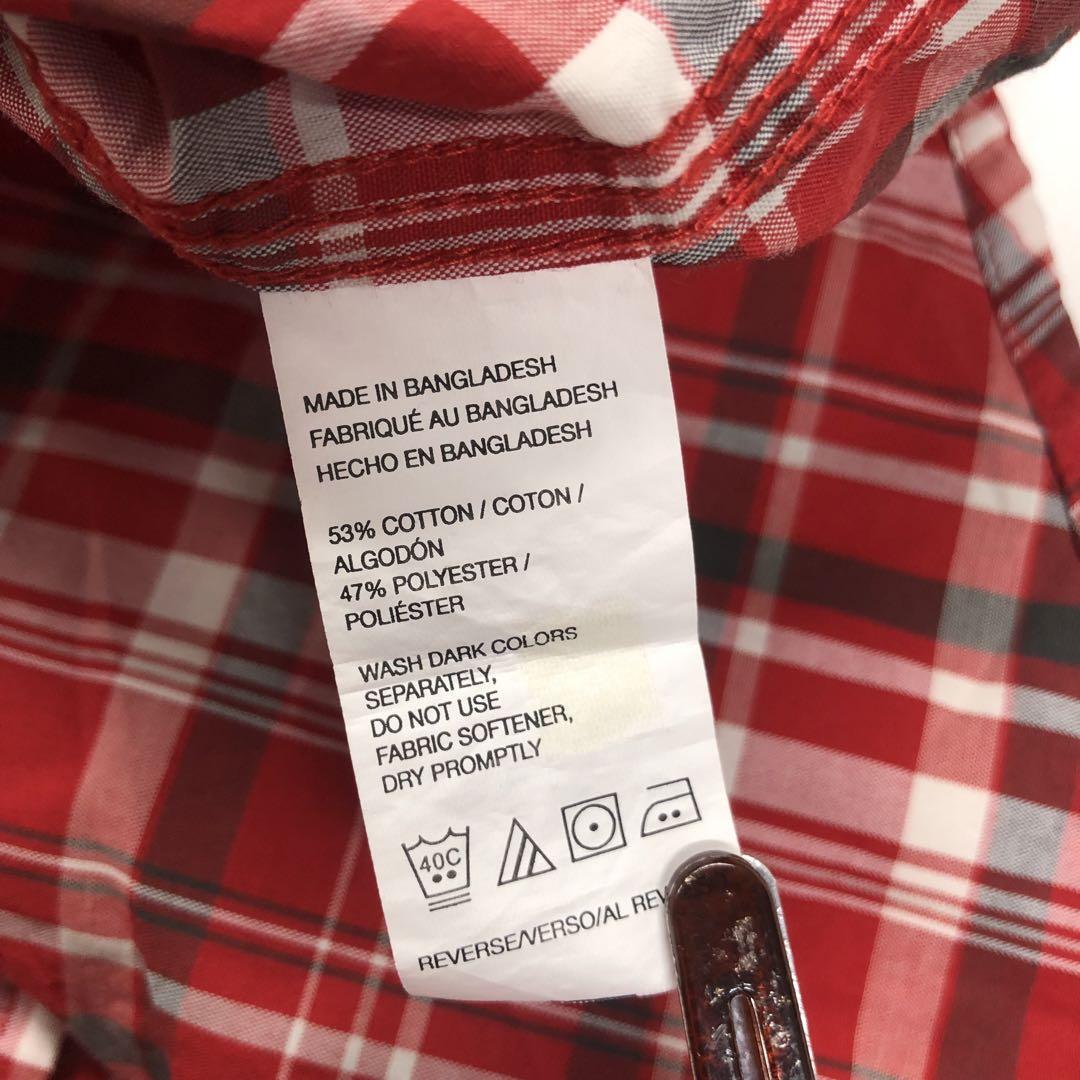 MADE IN BANGLADESH
FABRIQUÉ AU BANGLADESH
HECHO EN BANGLADESH
53% COTTON / COTON /
ALGODÓN
47% POLYESTER /
POLIÉSTER
WASH DARK COLORS
SEPARATELY,
DO NOT USE
FABRIC SOFTENER,
DRY PROMPTLY
40C
REVERSE/VERSO/AL